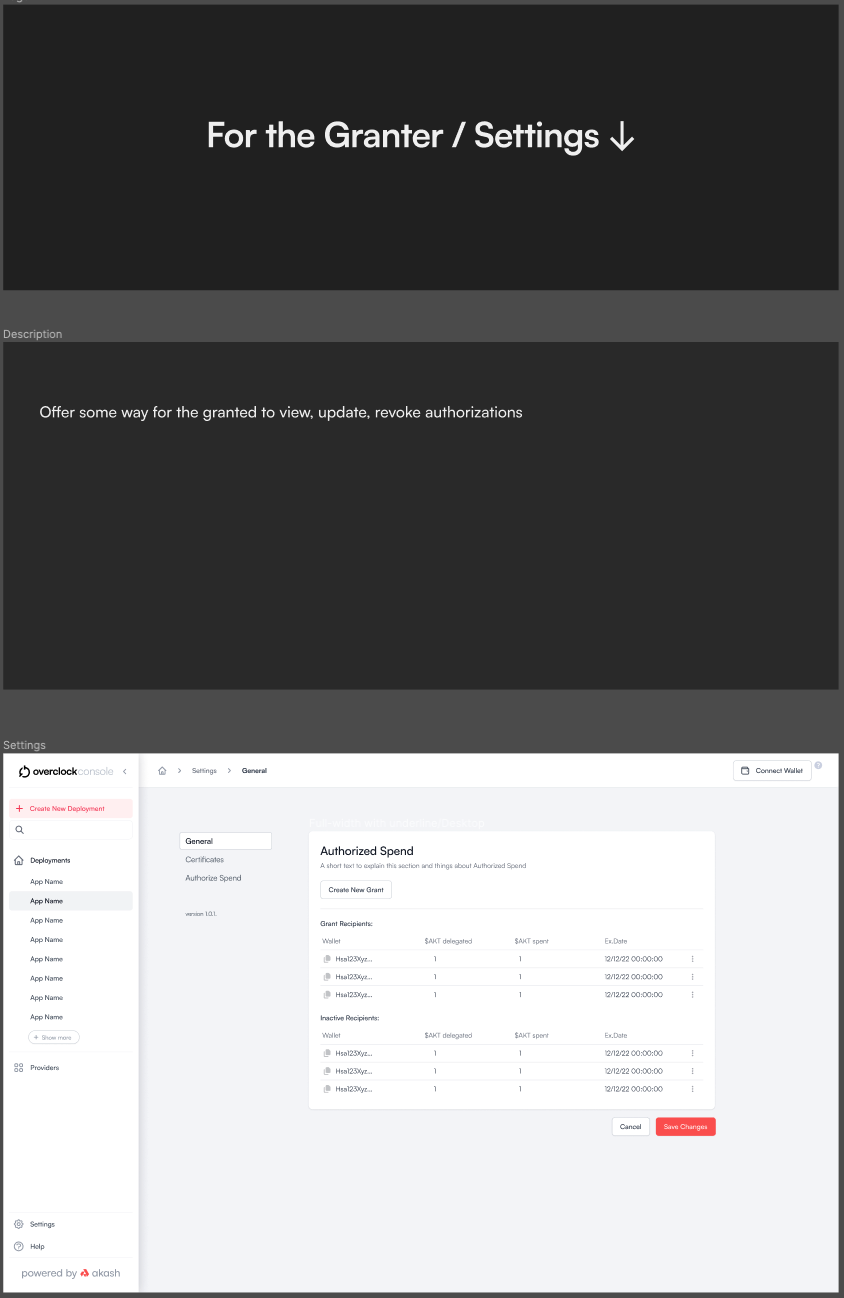 For the Granter / Settings ↓
Description
Offer some way for the granted to view, update, revoke authorizations
Settings
overclockconsole
Settings > General
Connect Wallet
+ Create New Deployment
Deployments
App Name
App Name
App Name
App Name
App Name
App Name
App Name
App Name
+ Show more
Providers
Settings
Help
powered by akash
General
Certificates
Authorize Spend
version 1.0.1.
Authorized Spend
A short text to explain this section and things about Authorized Spend
Create New Grant
Grant Recipients:
Wallet $AKT delegated $AKT spent Ex.Date
Hsa123Xyz... 1 1 12/12/22 00:00:00
Hsa123Xyz... 1 1 12/12/22 00:00:00
Hsa123Xyz... 1 1 12/12/22 00:00:00
Inactive Recipients:
Wallet $AKT delegated $AKT spent Ex.Date
Hsa123Xyz... 1 1 12/12/22 00:00:00
Hsa123Xyz... 1 1 12/12/22 00:00:00
Hsa123Xyz... 1 1 12/12/22 00:00:00
Cancel
Save Changes